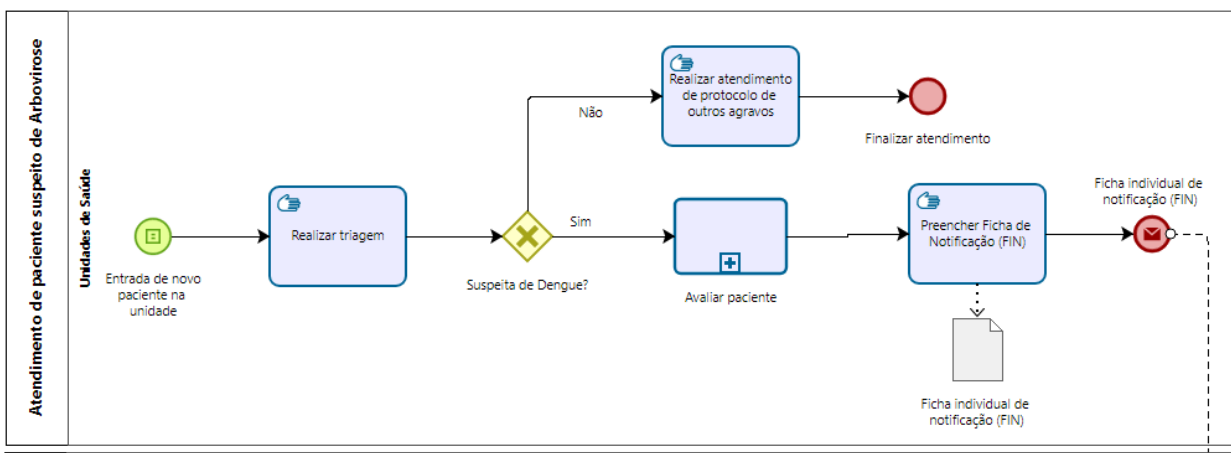 Atendimento de paciente suspeito de Arbovirose
Unidades de Saúde
Entrada de novo
paciente na
unidade
Realizar triagem
Suspeita de Dengue?
Não
Realizar atendimento
de protocolo de
outros agravos
Finalizar atendimento
Sim
Avaliar paciente
Preencher Ficha de
Notificação (FIN)
Ficha individual de
notificação (FIN)
Ficha individual de
notificação (FIN)